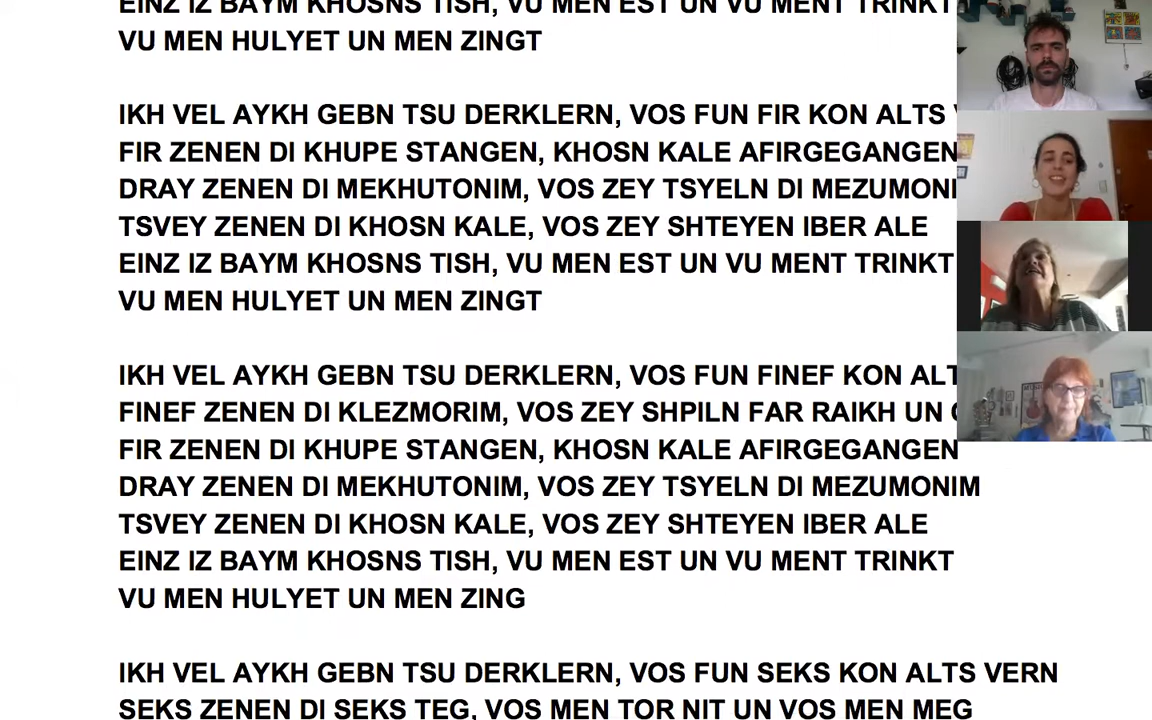 EINZ IZ BAYM KHOSNS TISH, VU MEN EST UN VU MENT TRINKT
VU MEN HULYET UN MEN ZINGT
IKH VEL AYKH GEBN TSU DERKLERN, VOS FUN FIR KON ALTS
FIR ZENEN DI KHUPE STANGEN, KHOSN KALE AFIRGEGANGEN
DRAY ZENEN DI MEKHUTONIM, VOS ZEY TSYELN DI
TSVEY ZENEN DI KHOSN KALE, VOS ZEY SHTEYEN IBER ALE
EINZ IZ BAYM KHOSNS TISH, VU MEN EST UN VU MENT TRINKT
VU MEN HULYET UN MEN ZINGT
IKH VEL AYKH GEBN TSU DERKLERN, VOS FUN FINEF KON
FINEF ZENEN DI KLEZMORIM, VOS ZEY SHPILN FAR RAIKH UN
FIR ZENEN DI KHUPE STANGEN, KHOSN KALE AFIRGEGANGEN
DRAY ZENEN DI MEKHUTONIM, VOS ZEY TSYELN DI MEZUMONIM
TSVEY ZENEN DI KHOSN KALE, VOS ZEY SHTEYEN IBER ALE
EINZ IZ BAYM KHOSNS TISH, VU MEN EST UN VU MENT TRINKT
VU MEN HULYET UN MEN ZING
IKH VEL AYKH GEBN TSU DERKLERN, VOS FUN SEKS KON ALTS VERN
SEKS ZENEN DI SEKS TEG, VOS MEN TOR NIT UN VOS MEN MEG